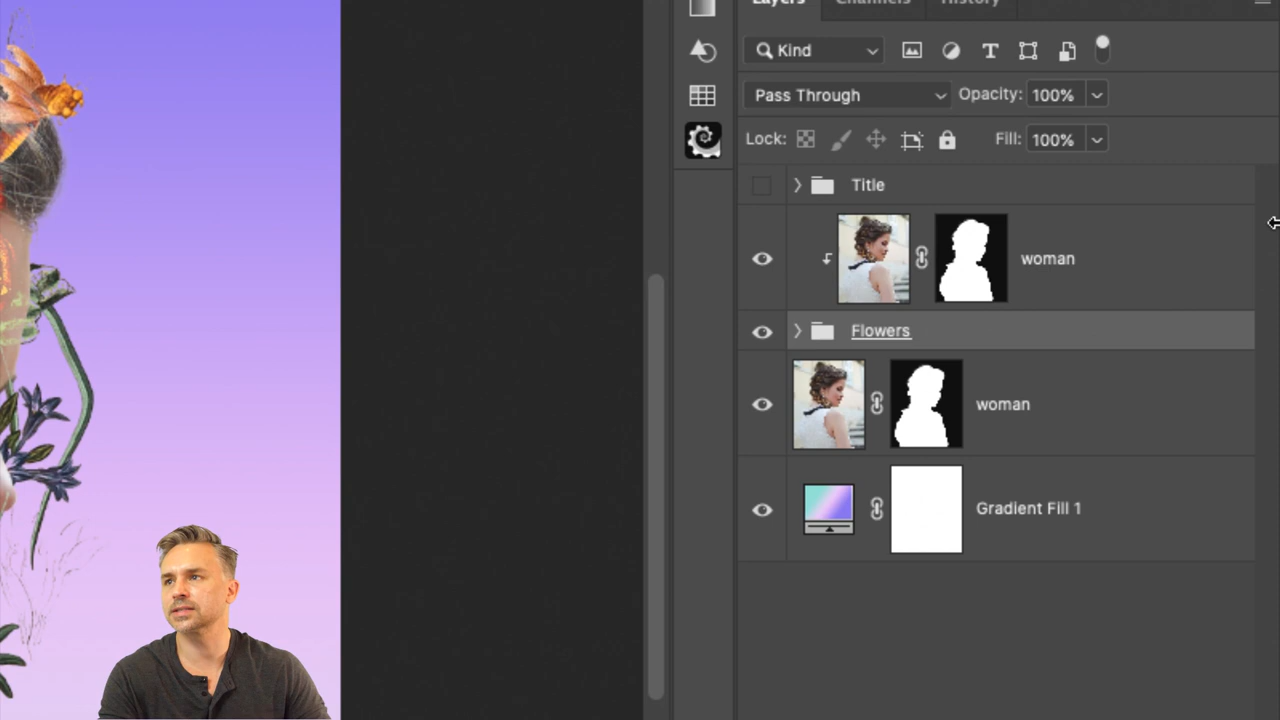 Layers Channels History
Kind
Pass Through Opacity: 100%
Lock: Fill: 100%
Title
woman
Flowers
woman
Gradient Fill 1